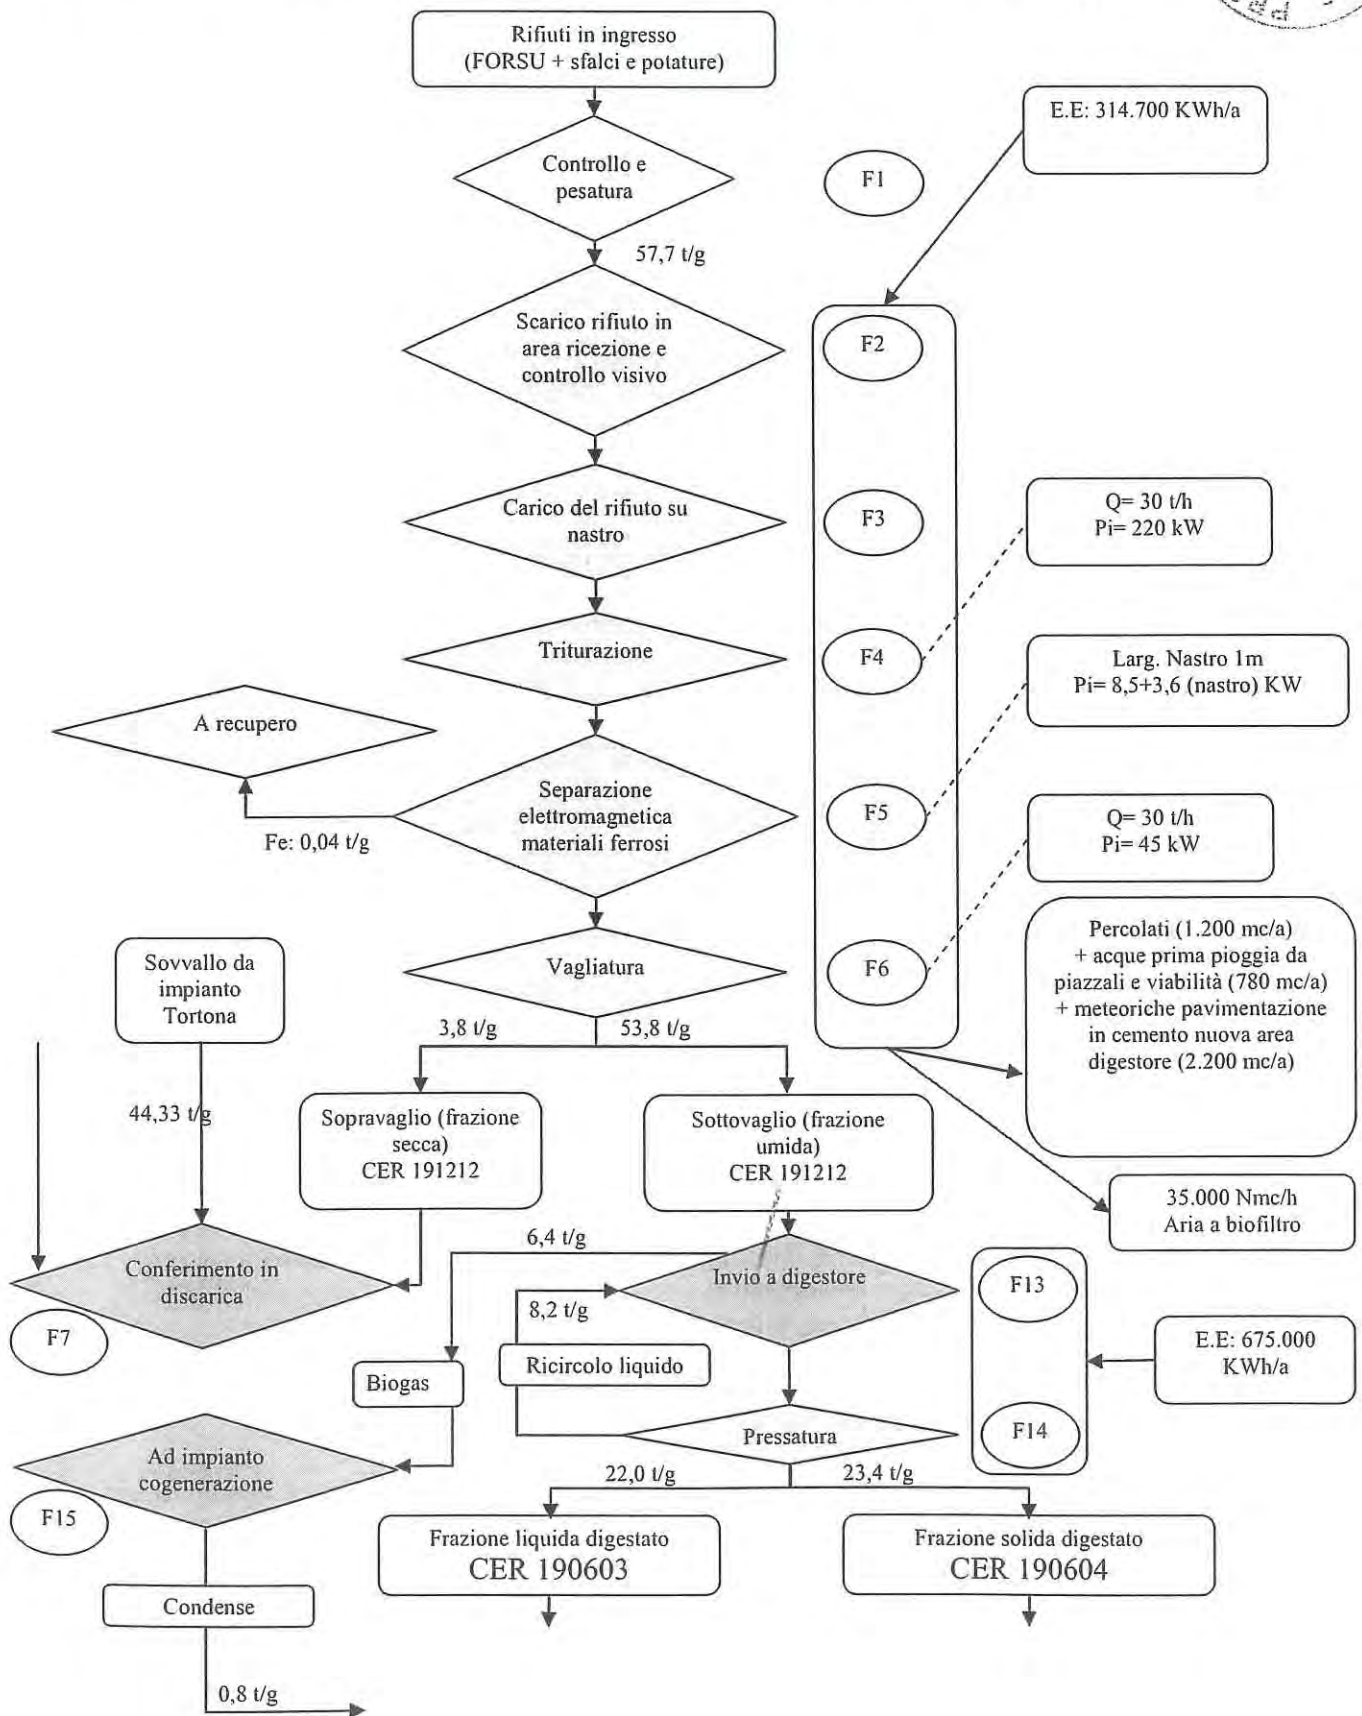 Rifiuti in ingresso
(FORSU + sfalci e potature)
E.E: 314.700 KWh/a
Controllo e
pesatura
F1
57,7 t/g
Scarico rifiuto in
area ricezione e
controllo visivo
F2
Carico del rifiuto su
nastro
F3
Q= 30 t/h
Pi= 220 kW
Triturazione
F4
Larg. Nastro 1m
Pi= 8,5+3,6 (nastro) KW
A recupero
Separazione
elettromagnetica
materiali ferrosi
Fe: 0,04 t/g
F5
Q= 30 t/h
Pi= 45 kW
Vagliatura
F6
Percolati (1.200 mc/a)
+ acque prima pioggia da
piazzali e viabilità (780 mc/a)
+ meteoriche pavimentazione
in cemento nuova area
digestore (2.200 mc/a)
Sovvallo da
impianto
Tortona
3,8 t/g
53,8 t/g
44,33 t/g
Sopravaglio (frazione
secca)
CER 191212
Sottovaglio (frazione
umida)
CER 191212
35.000 Nmc/h
Aria a biofiltro
6,4 t/g
Conferimento in
discarica
Invio a digestore
F13
8,2 t/g
F7
Ricircolo liquido
E.E: 675.000
KWh/a
Biogas
Ad impianto
cogenerazione
Pressatura
F14
22,0 t/g
23,4 t/g
F15
Frazione liquida digestato
CER 190603
Frazione solida digestato
CER 190604
Condense
0,8 t/g